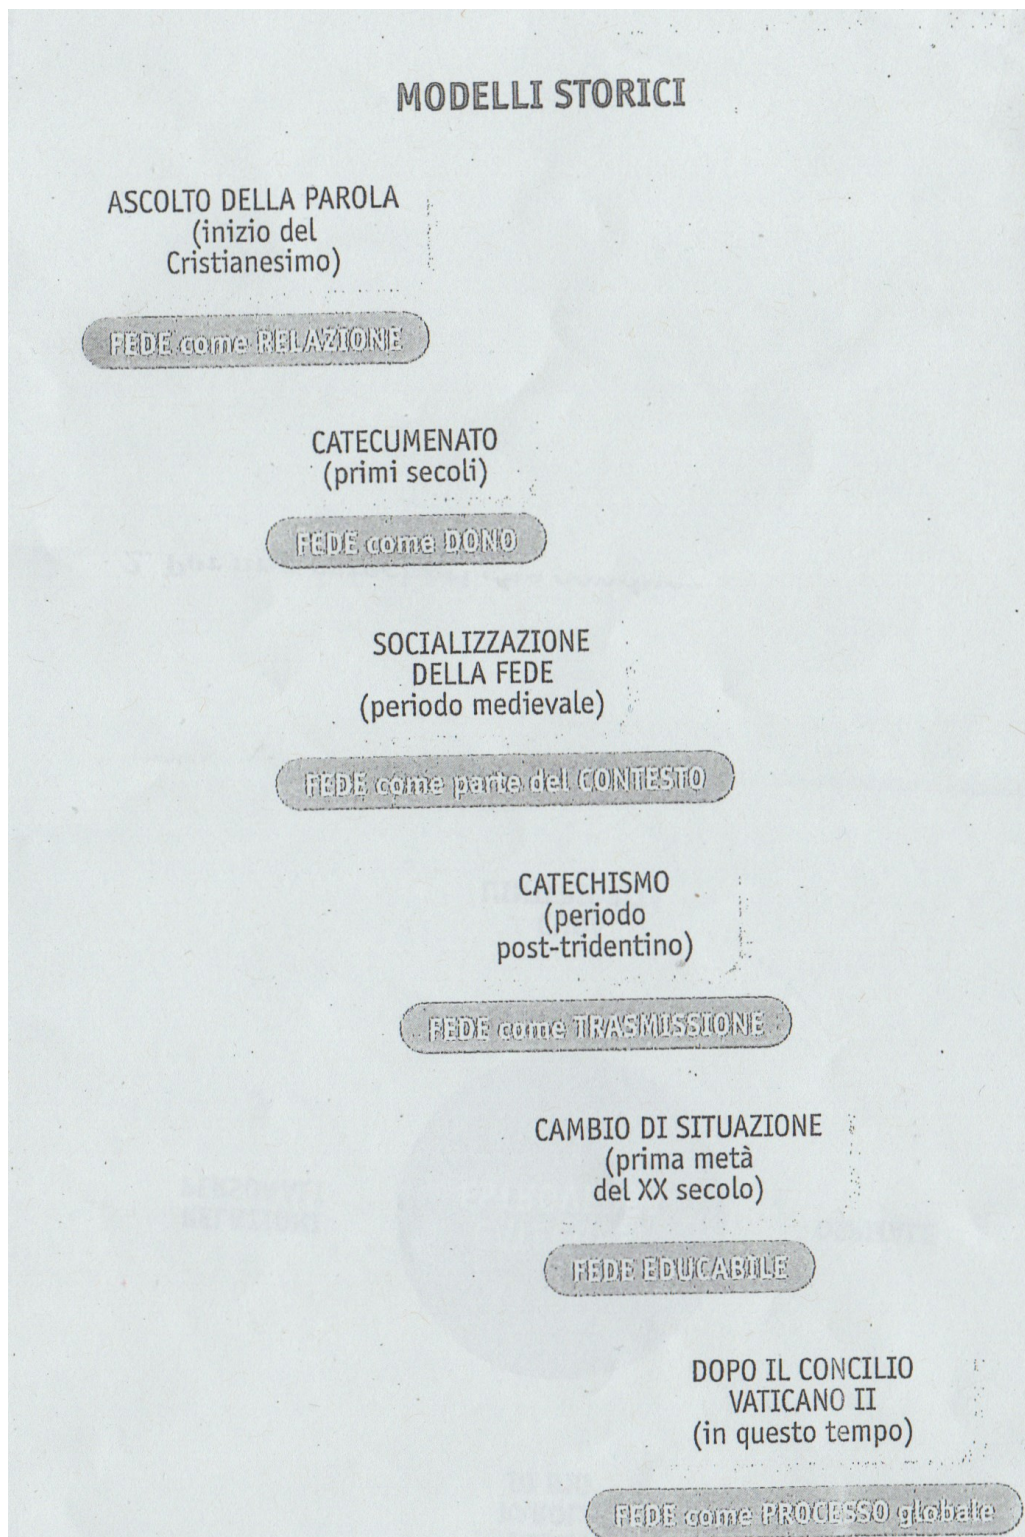 MODELLI STORICI
ASCOLTO DELLA PAROLA
(inizio del
Cristianesimo)
FEDE come RELAZIONE
CATECUMENATO
(primi secoli)
FEDE come DONO
SOCIALIZZAZIONE
DELLA FEDE
(periodo medievale)
FEDE come parte del CONTESTO
CATECHISMO
(periodo
post-tridentino)
FEDE come TRASMISSIONE
CAMBIO DI SITUAZIONE
(prima metà
del XX secolo)
FEDE EDUCABILE
DOPO IL CONCILIO
VATICANO II
(in questo tempo)
FEDE come PROCESSO globale